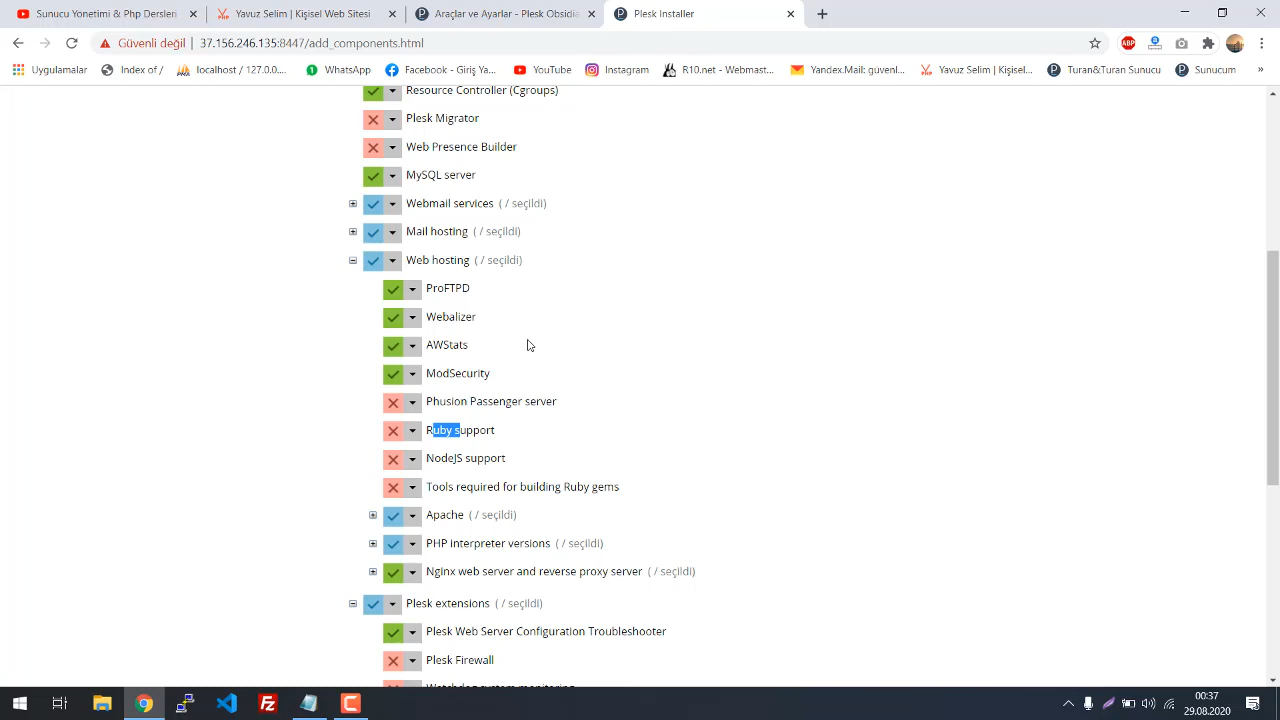 Sunucu Yonetimi & Php Dersleri
Yavuz Selim | Kişisel Web Sitesi
Araçlar ve Ayarlar - Plesk Obsidia
Plesk Installer
Güvenli değil | 37.156.246.135:8447/add_components.html
Uygulamalar
Index of /
localhost / 127.0.0...
WhatsApp
Facebook - Giriş Ya...
YouTube
Instagram
R10.net - Webmast...
Yandex.Mail: güvenl...
Yavuz Selim | Kişisel...
Turan Suran Sucucu
Sunucum
Resource Controller (Cgroups)
Plesk Migrator
Web Presence Builder
MySQL server
Webmail services ( / seçildi)
Mail hosting ( / seçildi)
Web hosting ( / seçildi)
ProFTPD
Webalizer
AWStats
ModSecurity
Phusion Passenger server
Ruby support
NodeJS support
Tools required for building Ruby gems
Apache ( / seçildi)
PHP interpreter versions ( / seçildi)
Nginx web server and reverse proxy server ( / seçildi)
Plesk extensions ( / seçildi)
Plesk Web Server Configuration Troubleshooter
Plesk Firewall
00:37
29.08.2020